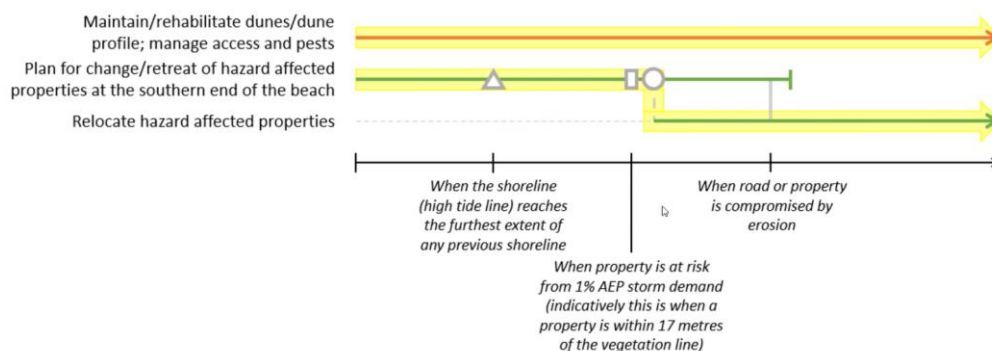 Maintain/rehabilitate dunes/dune
profile; manage access and pests
Plan for change/retreat of hazard affected
properties at the southern end of the beach
Relocate hazard affected properties
When the shoreline
(high tide line) reaches
the furthest extent of
any previous shoreline
When property is at risk
from 1% AEP storm demand
(indicatively this is when a
property is within 17 metres
of the vegetation line)
When road or property
is compromised by
erosion